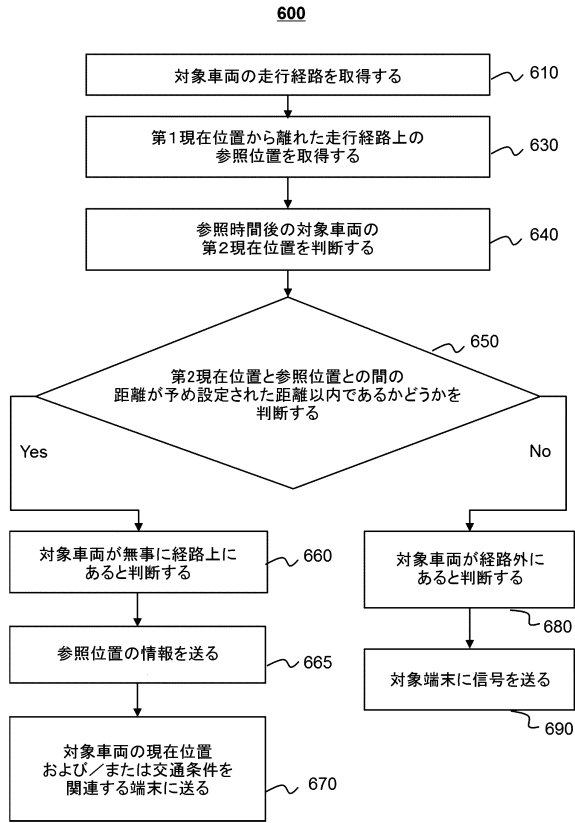 600
対象車両の走行経路を取得する
610
第１現在位置から離れた走行経路上の
参照位置を取得する
630
参照時間後の対象車両の
第２現在位置を判断する
640
650
第2現在位置と参照位置との間の
距離が予め設定された距離以内であるかどうかを
判断する
Yes
No
対象車両が無事に経路上に
あると判断する
660
対象車両が経路外に
あると判断する
680
参照位置の情報を送る
665
対象端末に信号を送る
690
対象車両の現在位置
および／または交通条件を
関連する端末に送る
670